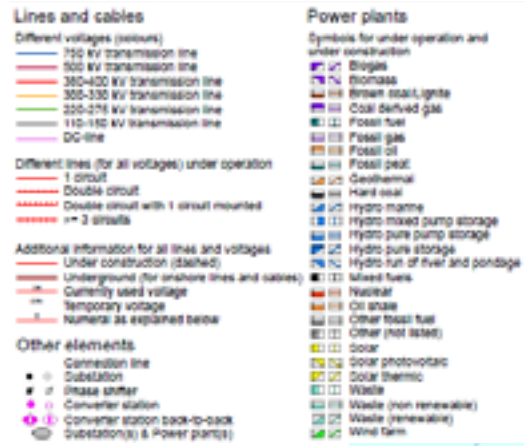 Lines and cables
Different voltages (colours)
750 kV transmission line
500 kV transmission line
380-400 kV transmission line
300-330 kV transmission line
220-275 kV transmission line
110-150 kV transmission line
DC-line
Different lines (for all voltages) under operation
1 circuit
Double circuit
Double circuit with 1 circuit mounted
>= 3 circuits
Additional information for all lines and voltages
Under construction (dashed)
Underground (for onshore lines and cables)
Currently used voltage
Temporary voltage
Numeral as explained below
Other elements
Connection line
Substation
Phase shifter
Converter station
Converter station back-to-back
Substation(s) & Power plant(s)
Power plants
Symbols for under operation and
under construction
Biogas
Biomass
Brown coal/Lignite
Coal derived gas
Fossil fuel
Fossil gas
Fossil oil
Fossil peat
Geothermal
Hard coal
Hydro marine
Hydro mixed pump storage
Hydro pure pump storage
Hydro pure storage
Hydro run of river and pondage
Mixed fuels
Nuclear
Oil shale
Other fossil fuel
Other (not listed)
Solar
Solar photovoltaic
Solar thermic
Waste
Waste (non renewable)
Waste (renewable)
Wind farm